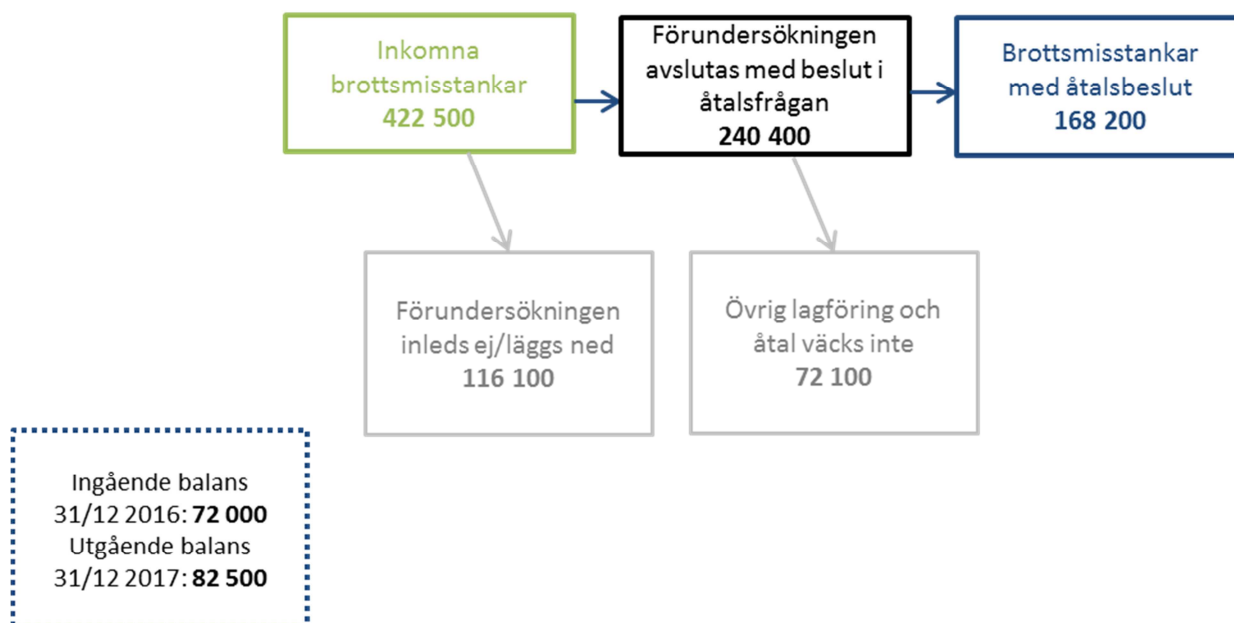 Inkomna
brottsmisstankar
422 500
Förundersökningen
avslutas med beslut i
åtalsfrågan
240 400
Brottsmisstankar
med åtalsbeslut
168 200
Förundersökningen
inleds ej/läggs ned
116 100
Övrig lagföring och
åtal väcks inte
72 100
Ingående balans
31/12 2016: 72 000
Utgående balans
31/12 2017: 82 500